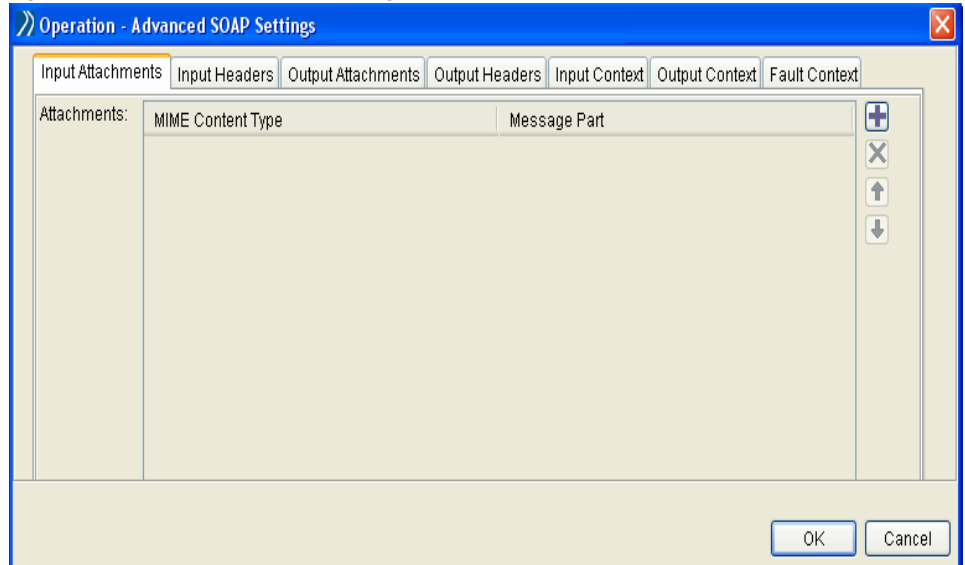 Operation - Advanced SOAP Settings
Input Attachments Input Headers Output Attachments Output Headers Input Context Output Context Fault Context
Attachments: MIME Content Type Message Part
OK Cancel